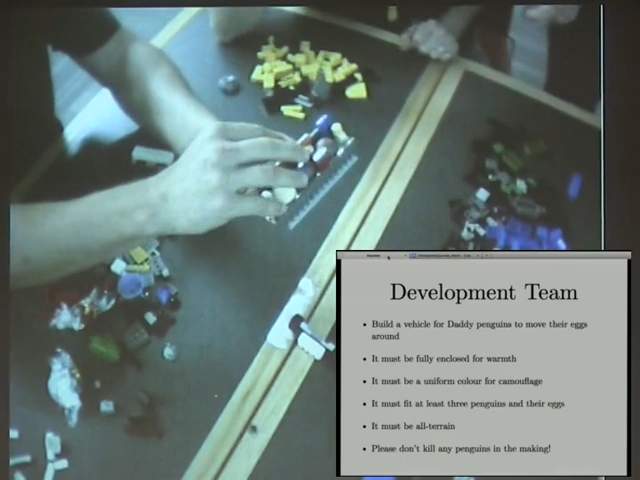 Development Team
• Build a vehicle for Daddy penguins to move their eggs
around
• It must be fully enclosed for warmth
• It must be a uniform colour for camouflage
• It must fit at least three penguins and their eggs
• It must be all-terrain
• Please don't kill any penguins in the making!